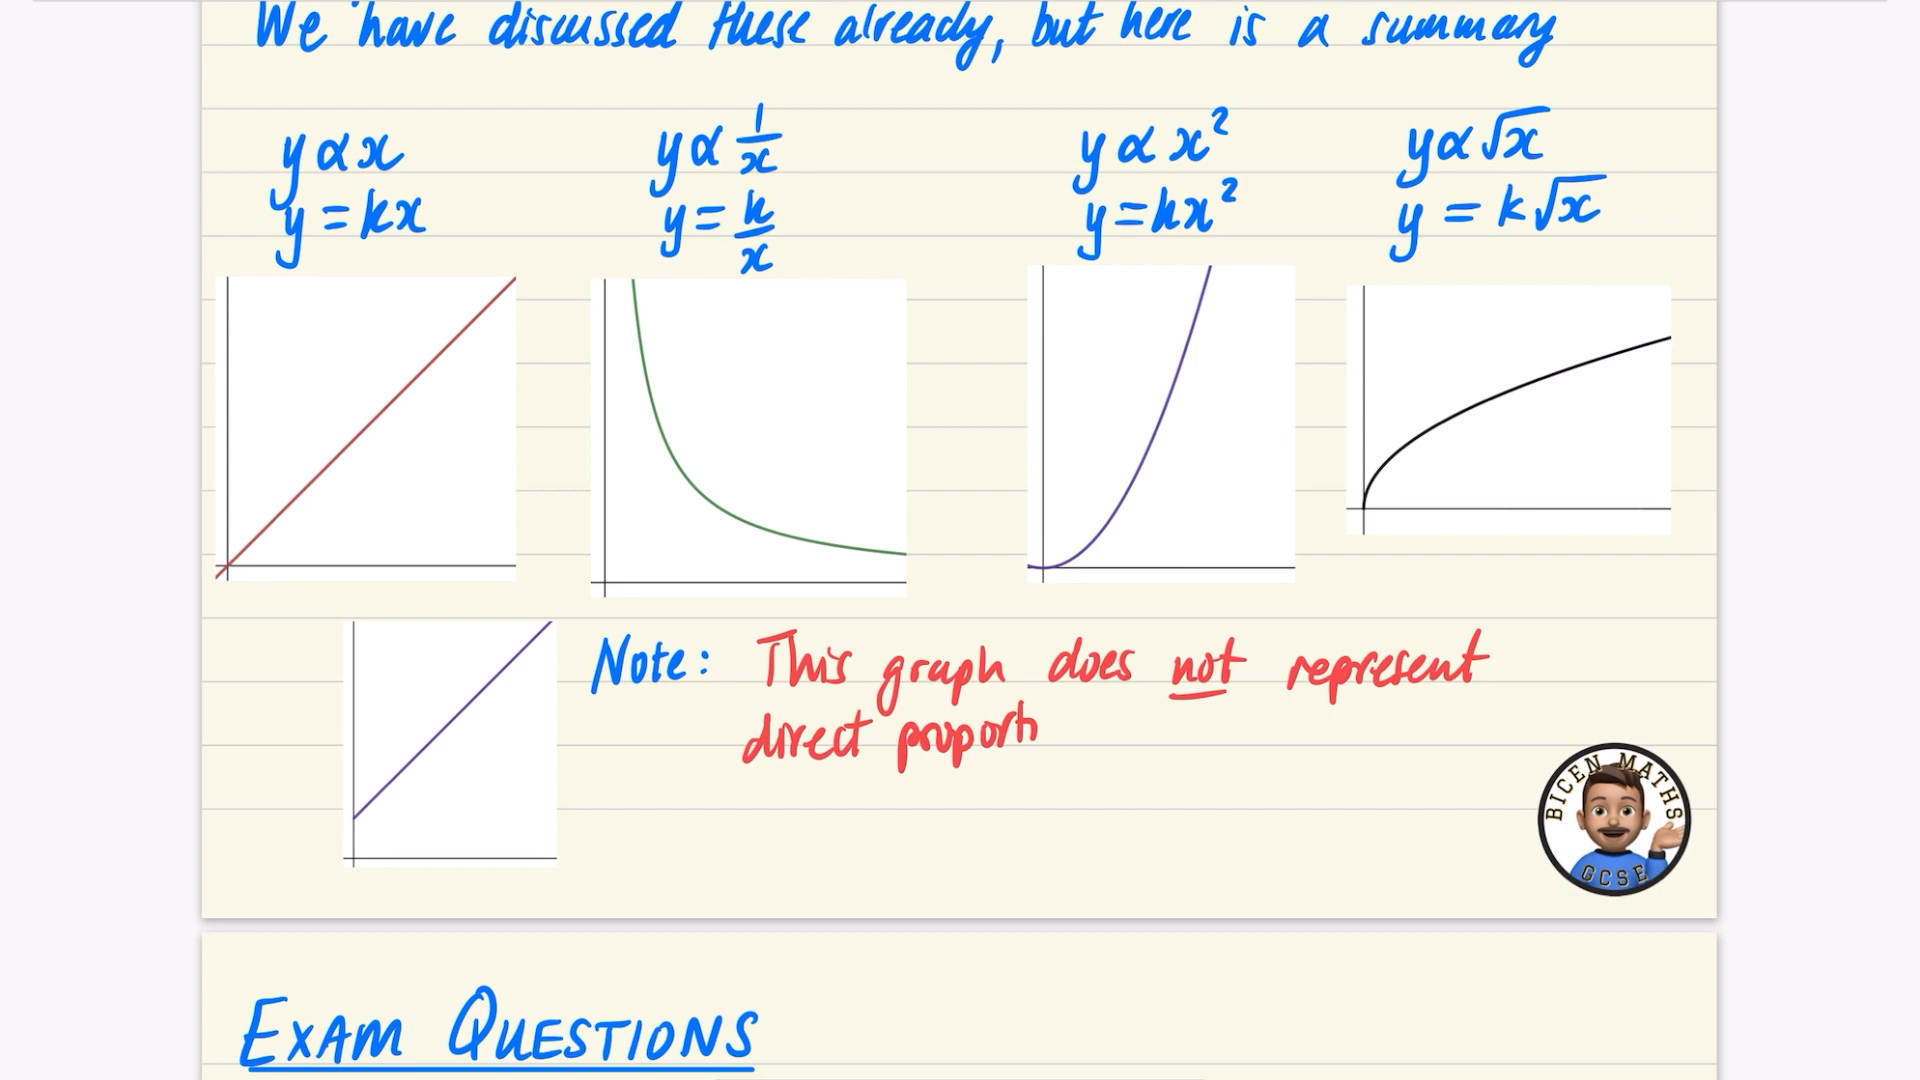 We have discussed these already, but here is a summary
y ∝ x
y = kx
y ∝ 1/x
y = k/x
y ∝ x²
y = kx²
y ∝ √x
y = k√x
Note: This graph does not represent
direct proporti
BICEN MATHS
GCSE
EXAM QUESTIONS